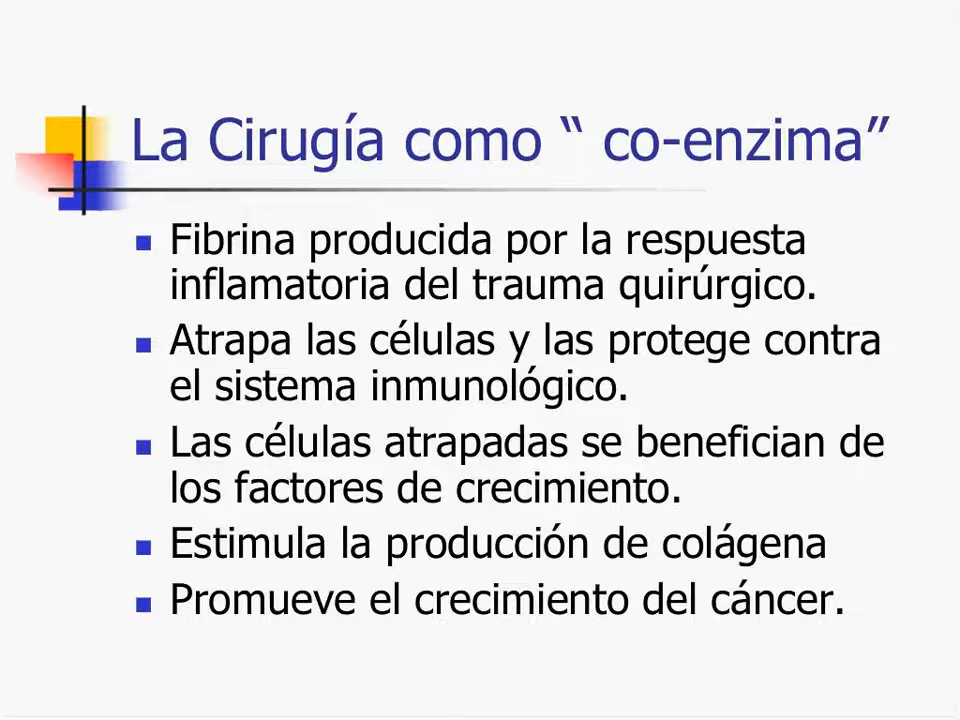 La Cirugía como “ co-enzima”
Fibrina producida por la respuesta
inflamatoria del trauma quirúrgico.
Atrapa las células y las protege contra
el sistema inmunológico.
Las células atrapadas se benefician de
los factores de crecimiento.
Estimula la producción de colágena
Promueve el crecimiento del cáncer.